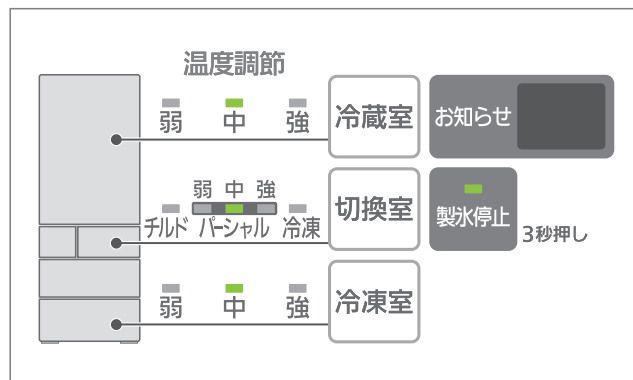 温度調節
弱 中 強 冷蔵室 お知らせ
弱 中 強
チルド パーシャル 冷凍 切換室 製氷停止 3秒押し
弱 中 強 冷凍室